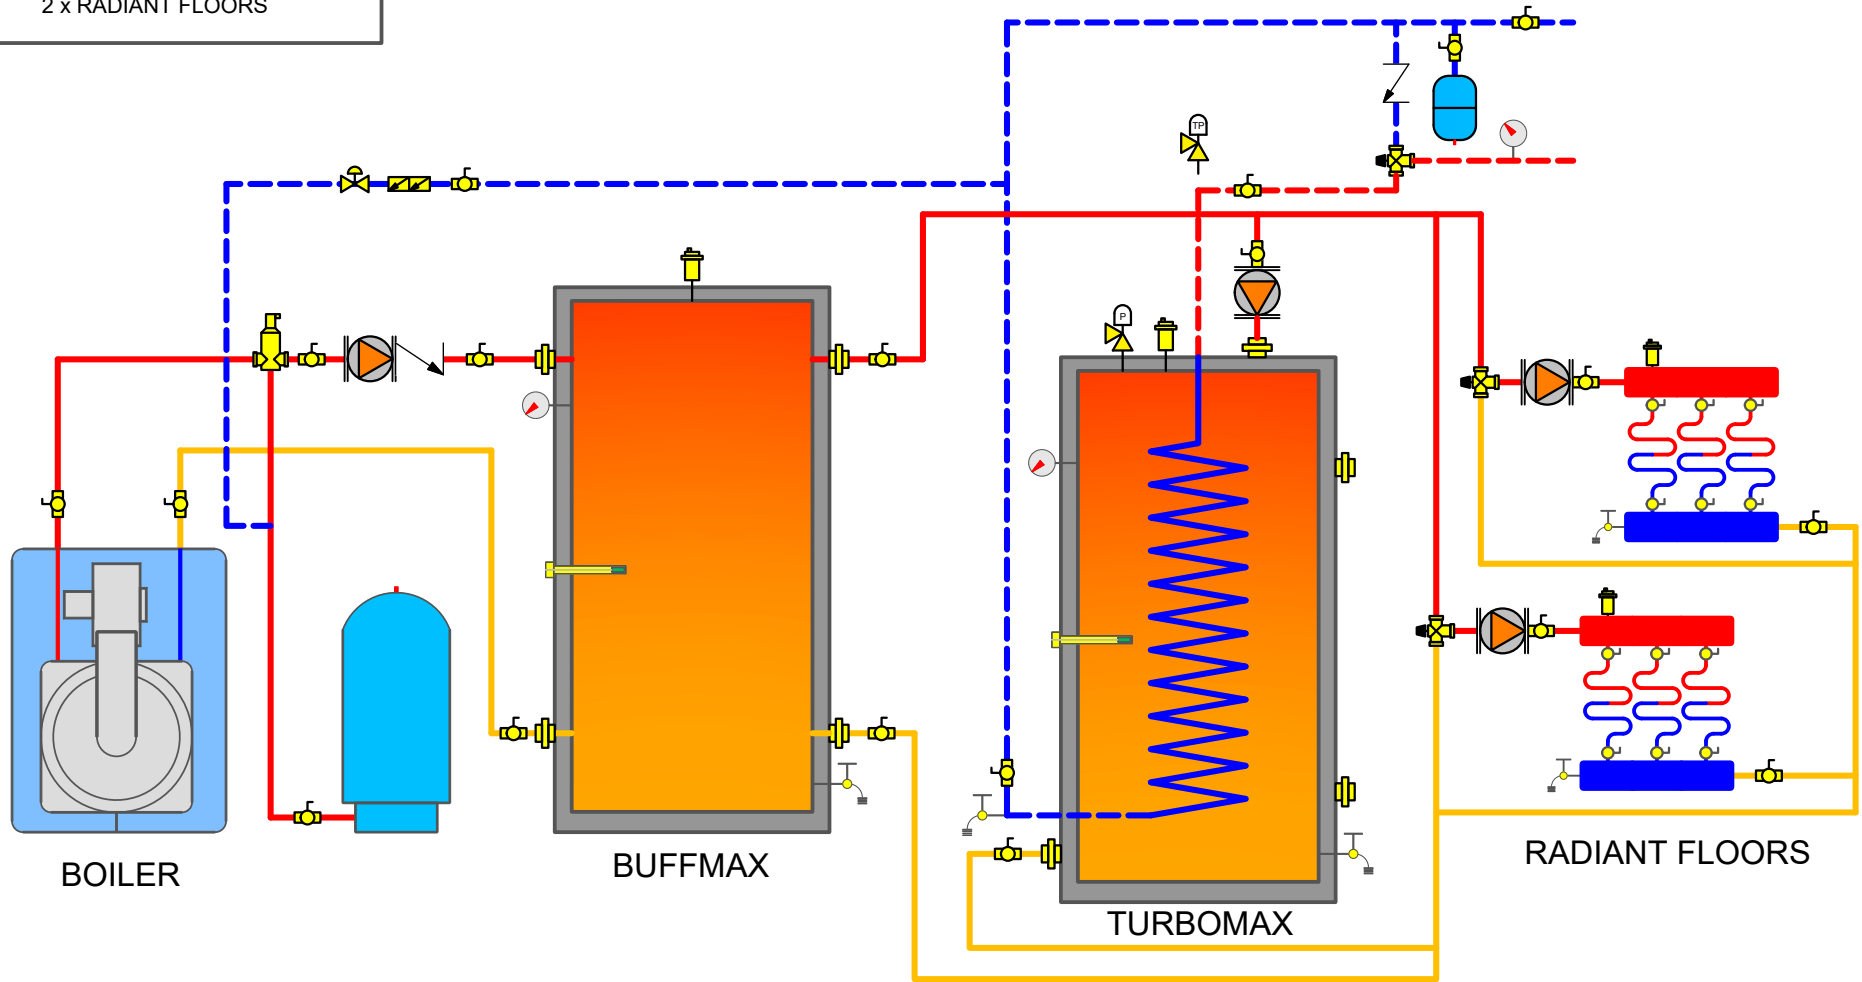 2 x RADIANT FLOORS
TP
P
BOILER
BUFFMAX
TURBOMAX
RADIANT FLOORS